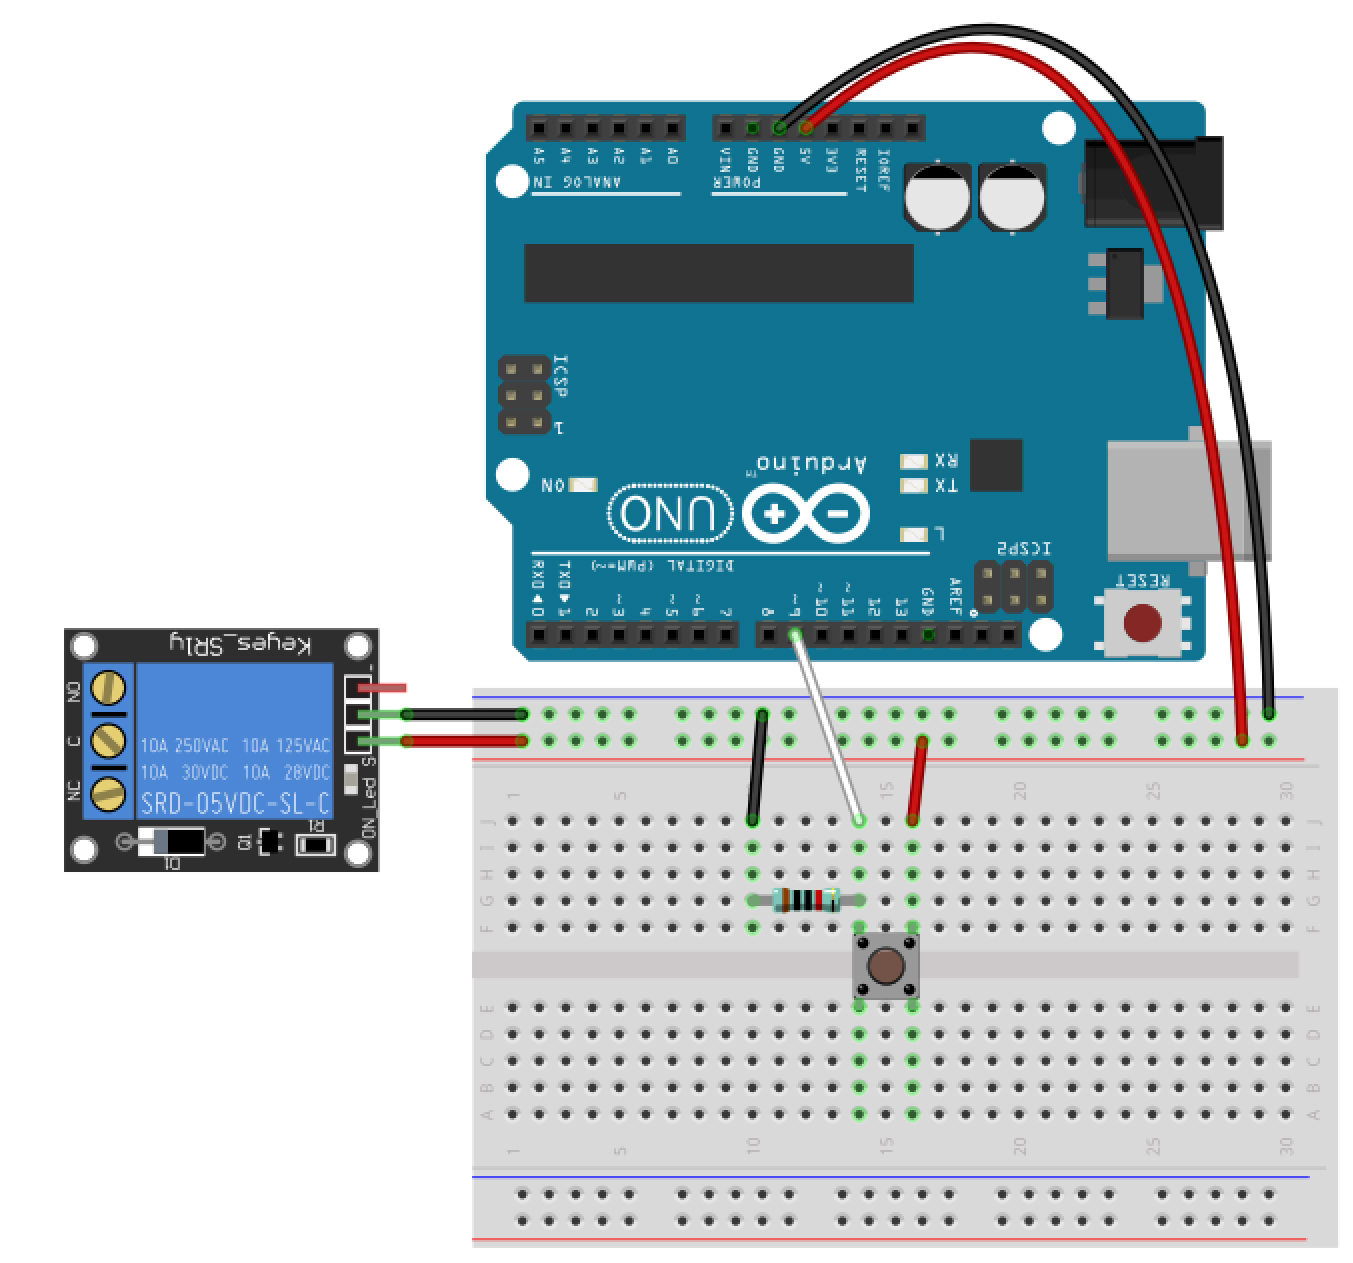 A5 A4 A3 A2 A1 A0 VIN GND GND 5V 3V3 RESET IOREF
ANALOG IN POWER
ICSP
1
Arduino™ RX
ON UNO TX
L
ICSP2
DIGITAL (PWM=~)
RESET
RX0◄0 TX0►1 2 ~3 4 ~5 ~6 7 8 ~9 ~10 ~11 12 13 GND AREF
Keyes_SR1y
NO
C
NC
- S
10A 250VAC 10A 125VAC
10A 30VDC 10A 28VDC
SRD-05VDC-SL-C
ON Led
D1 Q1 R1
1 5 15 20 25 30
J J
I I
H H
G G
F F
E E
D D
C C
B B
A A
1 5 10 15 20 25 30